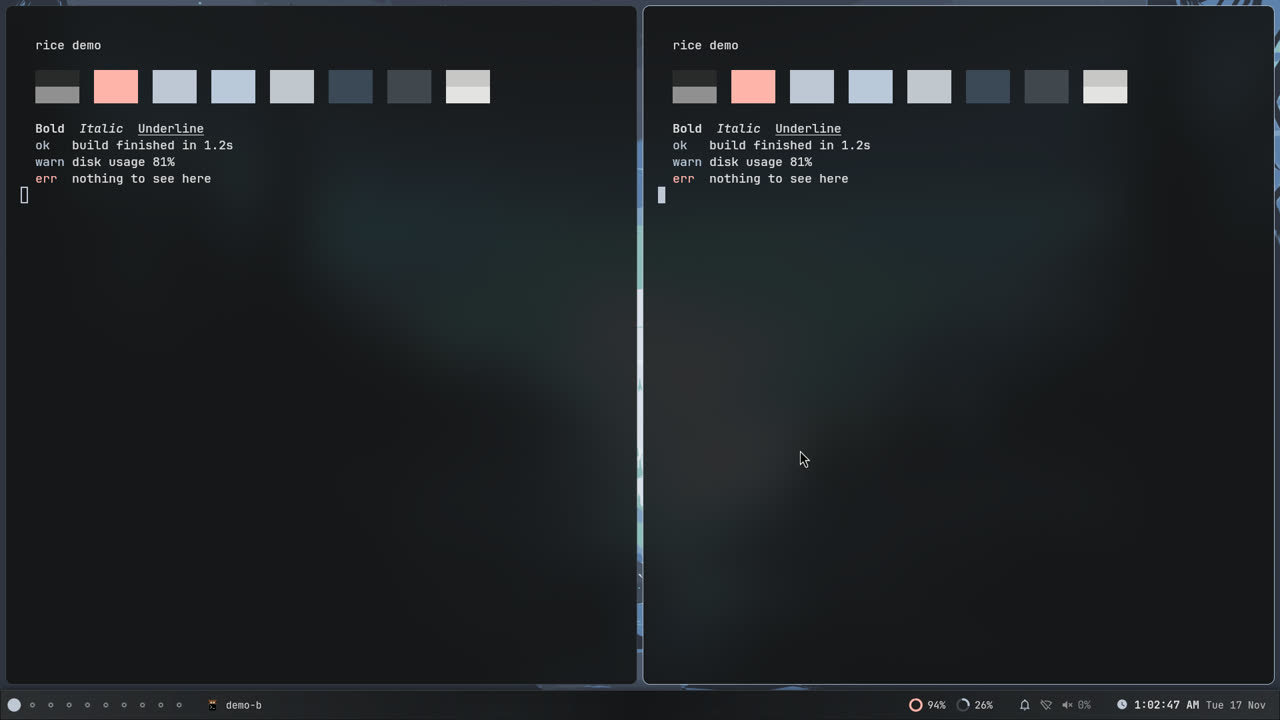 rice demo
Bold Italic Underline
ok build finished in 1.2s
warn disk usage 81%
err nothing to see here
rice demo
Bold Italic Underline
ok build finished in 1.2s
warn disk usage 81%
err nothing to see here
demo-b 94% 26% 0% 1:02:47 AM Tue 17 Nov